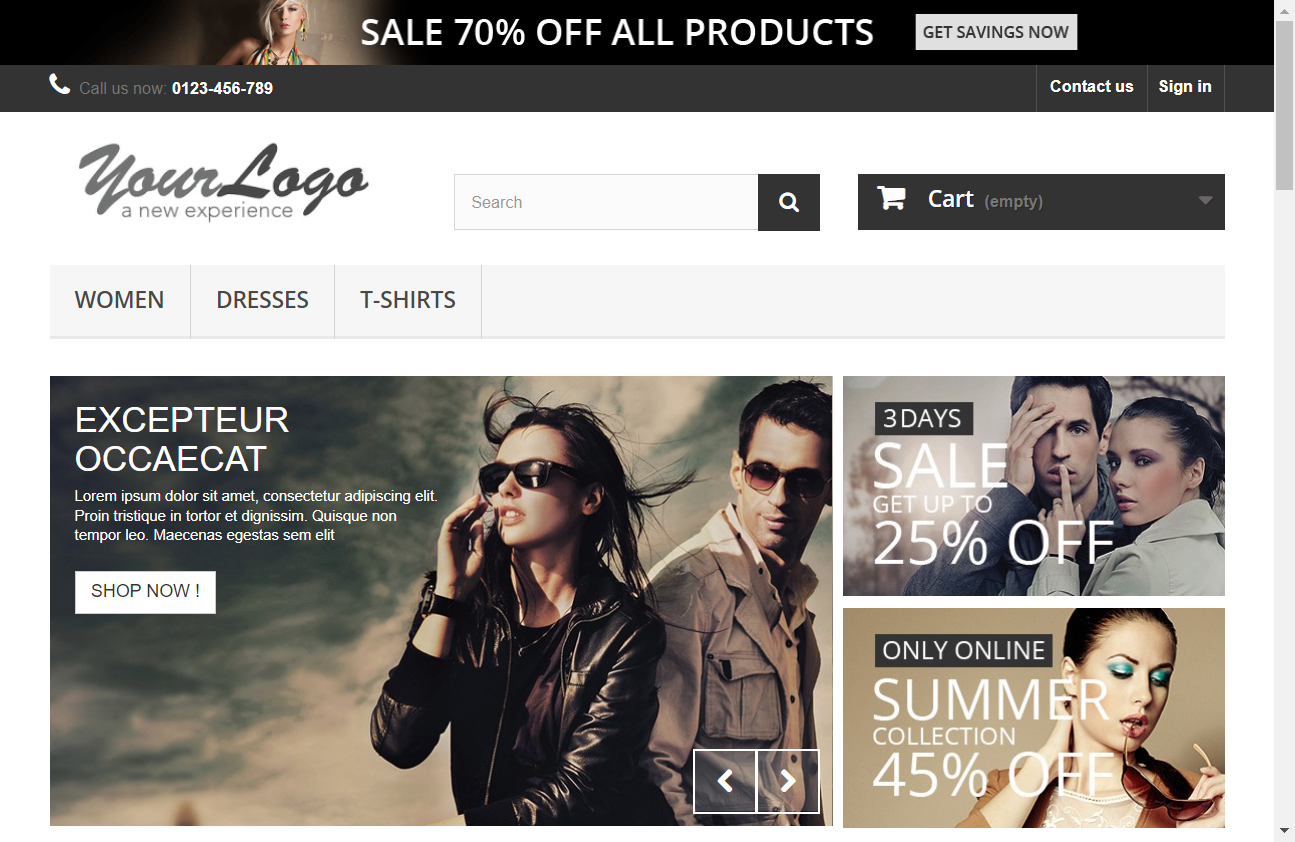 SALE 70% OFF ALL PRODUCTS
GET SAVINGS NOW
Call us now: 0123-456-789
Contact us
Sign in
YourLogo
a new experience
Search
Cart (empty)
WOMEN
DRESSES
T-SHIRTS
EXCEPTEUR
OCCAECAT
Lorem ipsum dolor sit amet, consectetur adipiscing elit.
Proin tristique in tortor et dignissim. Quisque non
tempor leo. Maecenas egestas sem elit
SHOP NOW !
3 DAYS
SALE
GET UP TO
25% OFF
ONLY ONLINE
SUMMER
COLLECTION
45% OFF